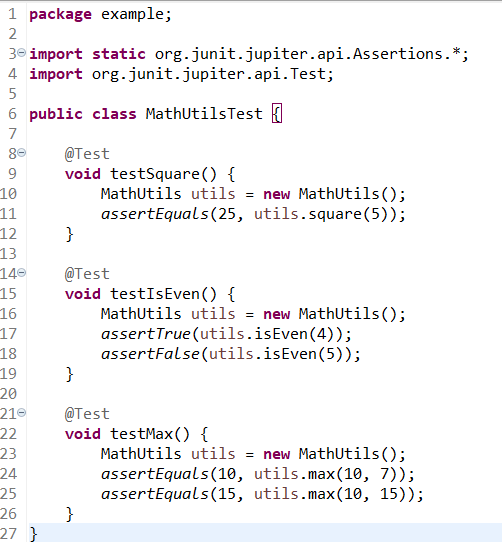 1 package example;
2
3 import static org.junit.jupiter.api.Assertions.*;
4 import org.junit.jupiter.api.Test;
5
6 public class MathUtilsTest {
7
8     @Test
9     void testSquare() {
10         MathUtils utils = new MathUtils();
11         assertEquals(25, utils.square(5));
12     }
13
14     @Test
15     void testIsEven() {
16         MathUtils utils = new MathUtils();
17         assertTrue(utils.isEven(4));
18         assertFalse(utils.isEven(5));
19     }
20
21     @Test
22     void testMax() {
23         MathUtils utils = new MathUtils();
24         assertEquals(10, utils.max(10, 7));
25         assertEquals(15, utils.max(10, 15));
26     }
27 }